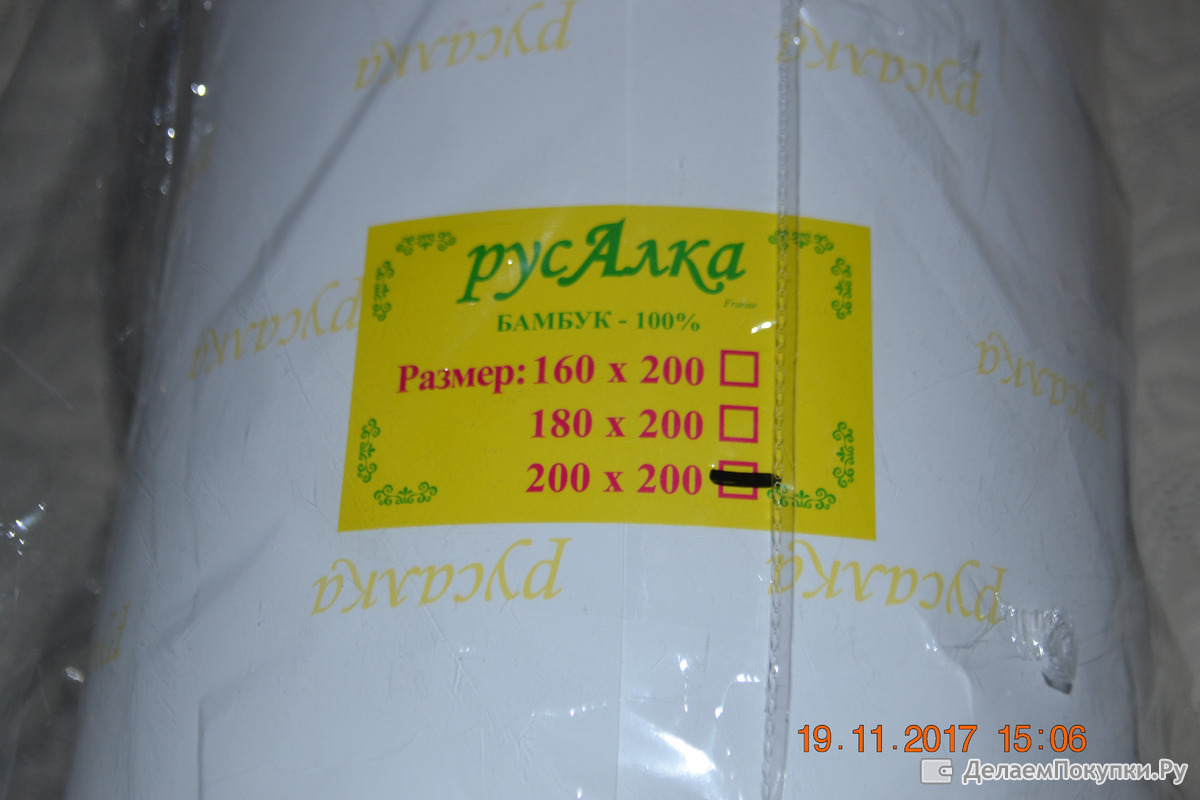 русалка
русалка
русАлка
France
БАМБУК - 100%
русалка
русалка
Размер: 160 х 200
180 х 200
200 х 200
русалка
русалка
19.11.2017 15:06
ДелаемПокупки.Ру